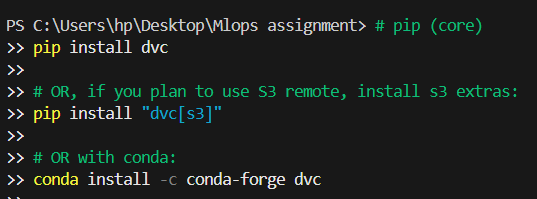 PS C:\Users\hp\Desktop\Mlops assignment> # pip (core)
>> pip install dvc
>>
>> # OR, if you plan to use S3 remote, install s3 extras:
>> pip install "dvc[s3]"
>>
>> # OR with conda:
>> conda install -c conda-forge dvc
>>